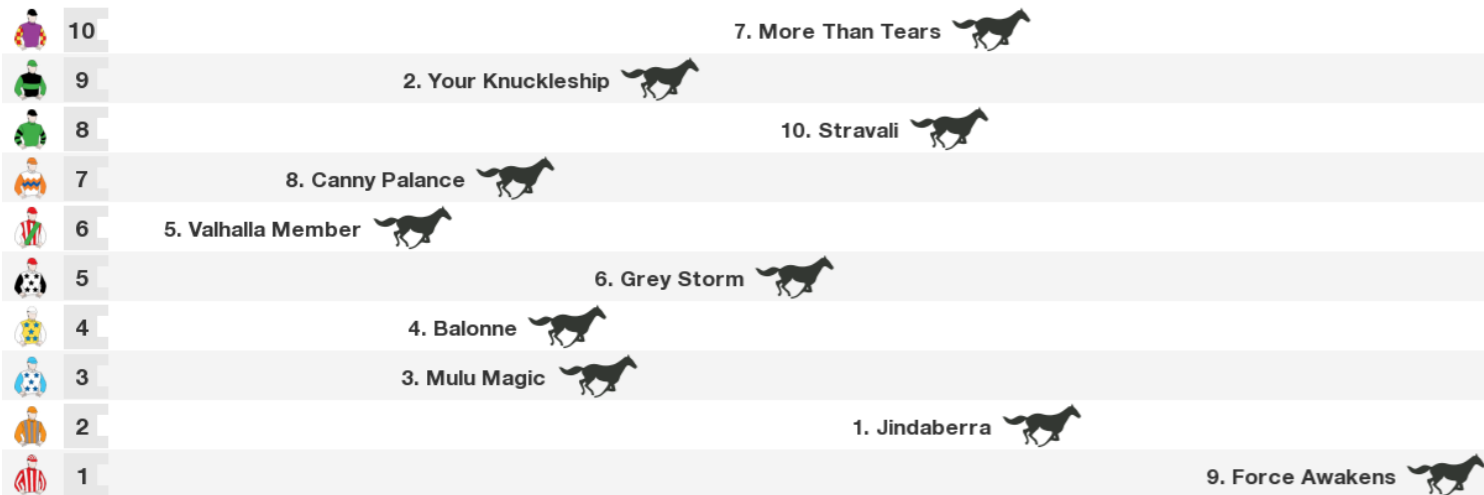 10 7. More Than Tears
9 2. Your Knuckleship
8 10. Stravali
7 8. Canny Palance
6 5. Valhalla Member
5 6. Grey Storm
4 4. Balonne
3 3. Mulu Magic
2 1. Jindaberra
1 9. Force Awakens